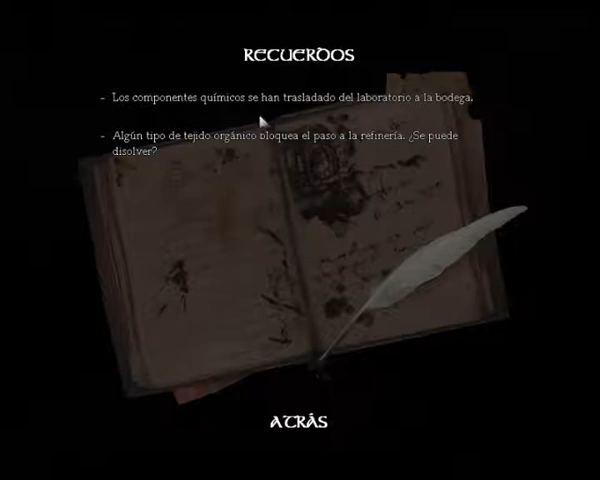 RECUERDOS
- Los componentes químicos se han trasladado del laboratorio a la bodega.
- Algún tipo de tejido orgánico bloquea el paso a la refinería. ¿Se puede
disolver?
ATRÁS